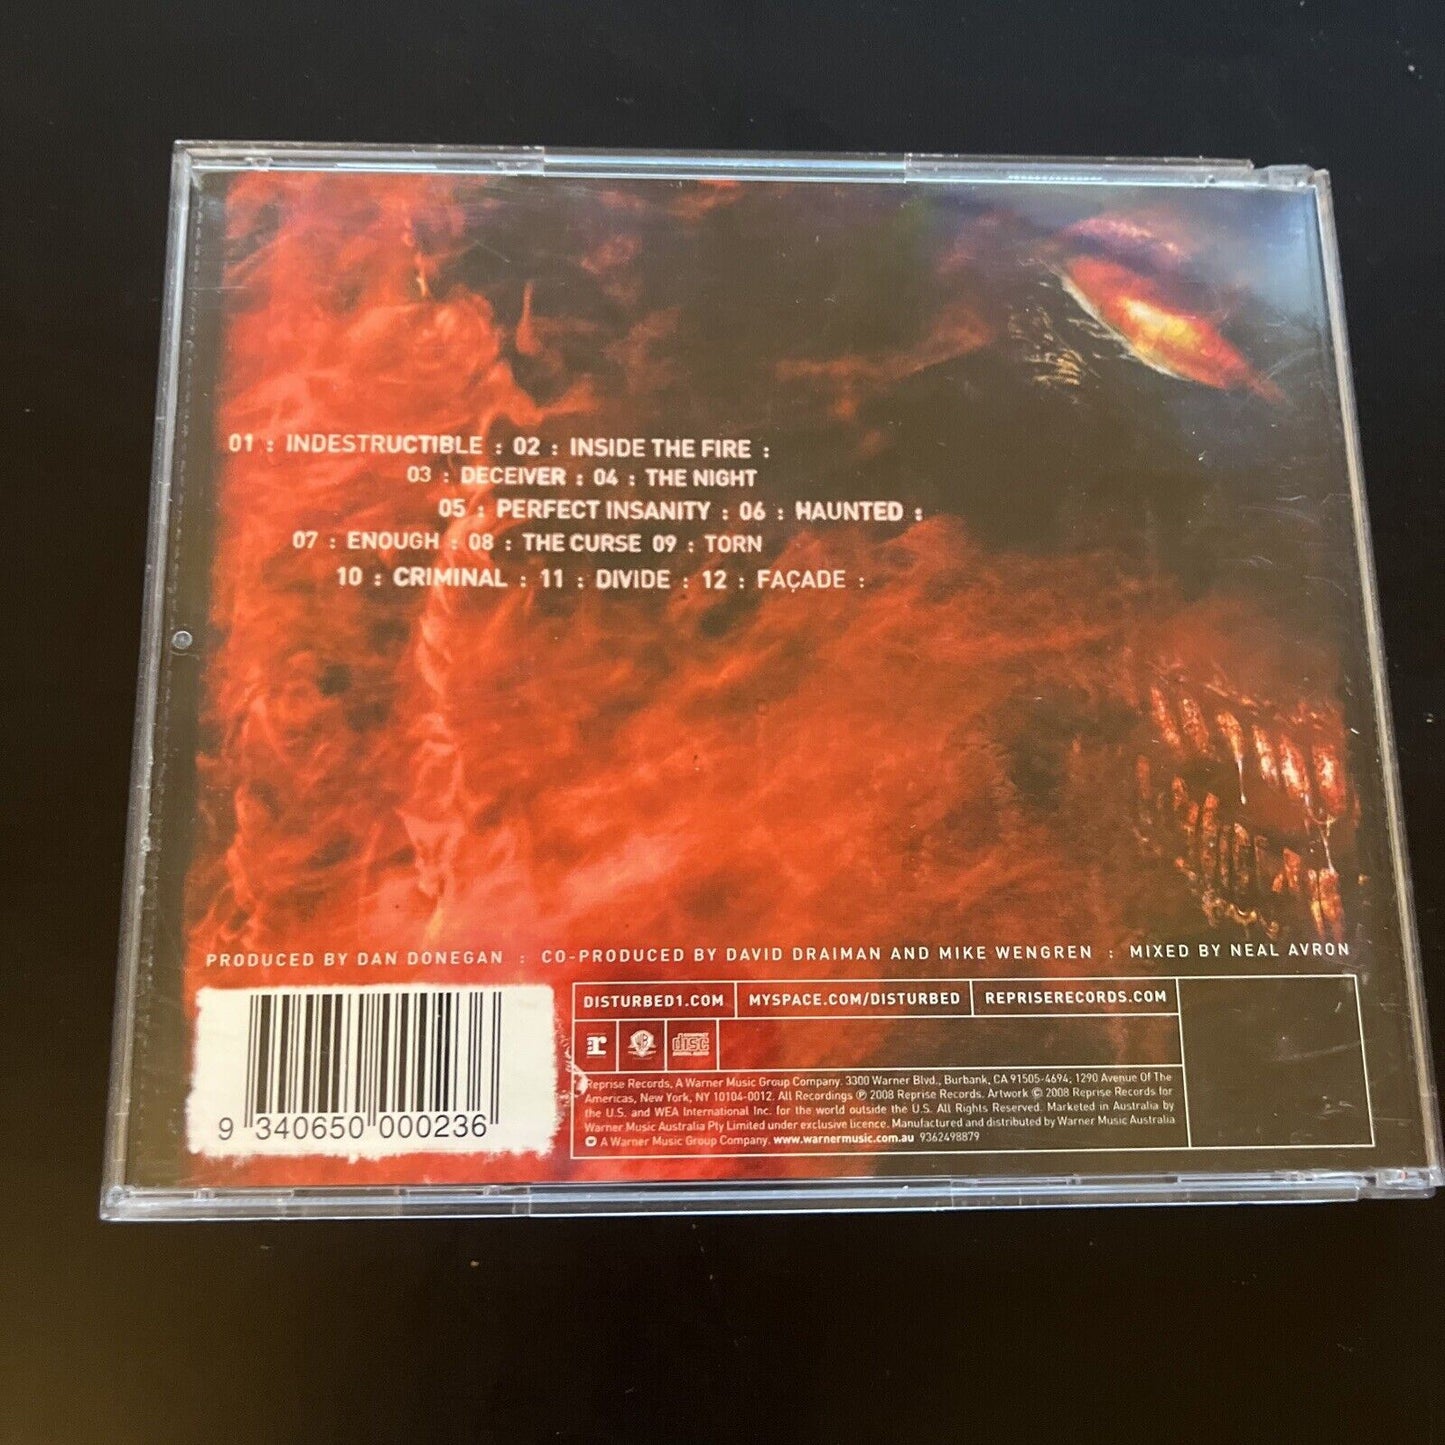 01 : INDESTRUCTIBLE : 02 : INSIDE THE FIRE :
03 : DECEIVER : 04 : THE NIGHT
05 : PERFECT INSANITY : 06 : HAUNTED :
07 : ENOUGH : 08 : THE CURSE 09 : TORN
10 : CRIMINAL : 11 : DIVIDE : 12 : FAÇADE :
PRODUCED BY DAN DONEGAN : CO-PRODUCED BY DAVID DRAIMAN AND MIKE WENGREN : MIXED BY NEAL AVRON
DISTURBED1.COM MYSPACE.COM/DISTURBED REPRISERECORDS.COM
r WB disc
Reprise Records, A Warner Music Group Company. 3300 Warner Blvd., Burbank, CA 91505-4694; 1290 Avenue Of The
Americas, New York, NY 10104-0012. All Recordings ℗ 2008 Reprise Records. Artwork © 2008 Reprise Records for
the U.S. and WEA International Inc. for the world outside the U.S. All Rights Reserved. Marketed in Australia by
Warner Music Australia Pty Limited under exclusive licence. Manufactured and distributed by Warner Music Australia
A Warner Music Group Company. www.warnermusic.com.au 9362498879
9 340650 000236